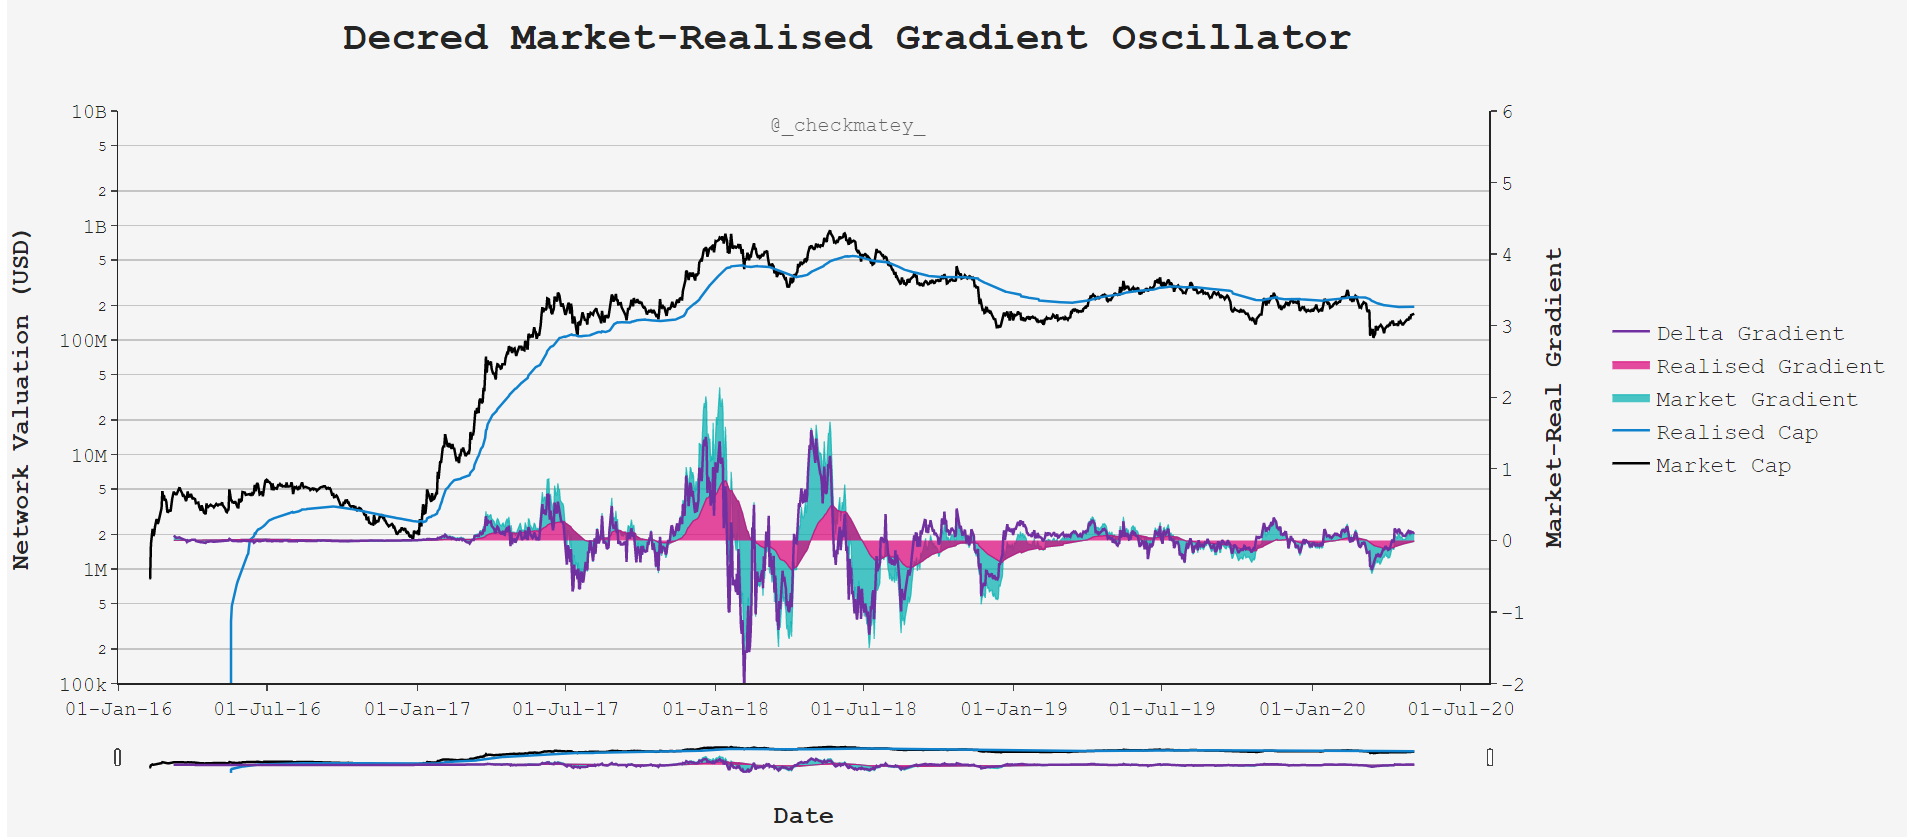 Decred Market-Realised Gradient Oscillator
@_checkmatey_
Network Valuation (USD)
10B
5
2
1B
5
2
100M
5
2
10M
5
2
1M
5
2
100k
6
5
4
3
2
1
0
-1
-2
Market-Real Gradient
Delta Gradient
Realised Gradient
Market Gradient
Realised Cap
Market Cap
01-Jan-16 01-Jul-16 01-Jan-17 01-Jul-17 01-Jan-18 01-Jul-18 01-Jan-19 01-Jul-19 01-Jan-20 01-Jul-20
Date